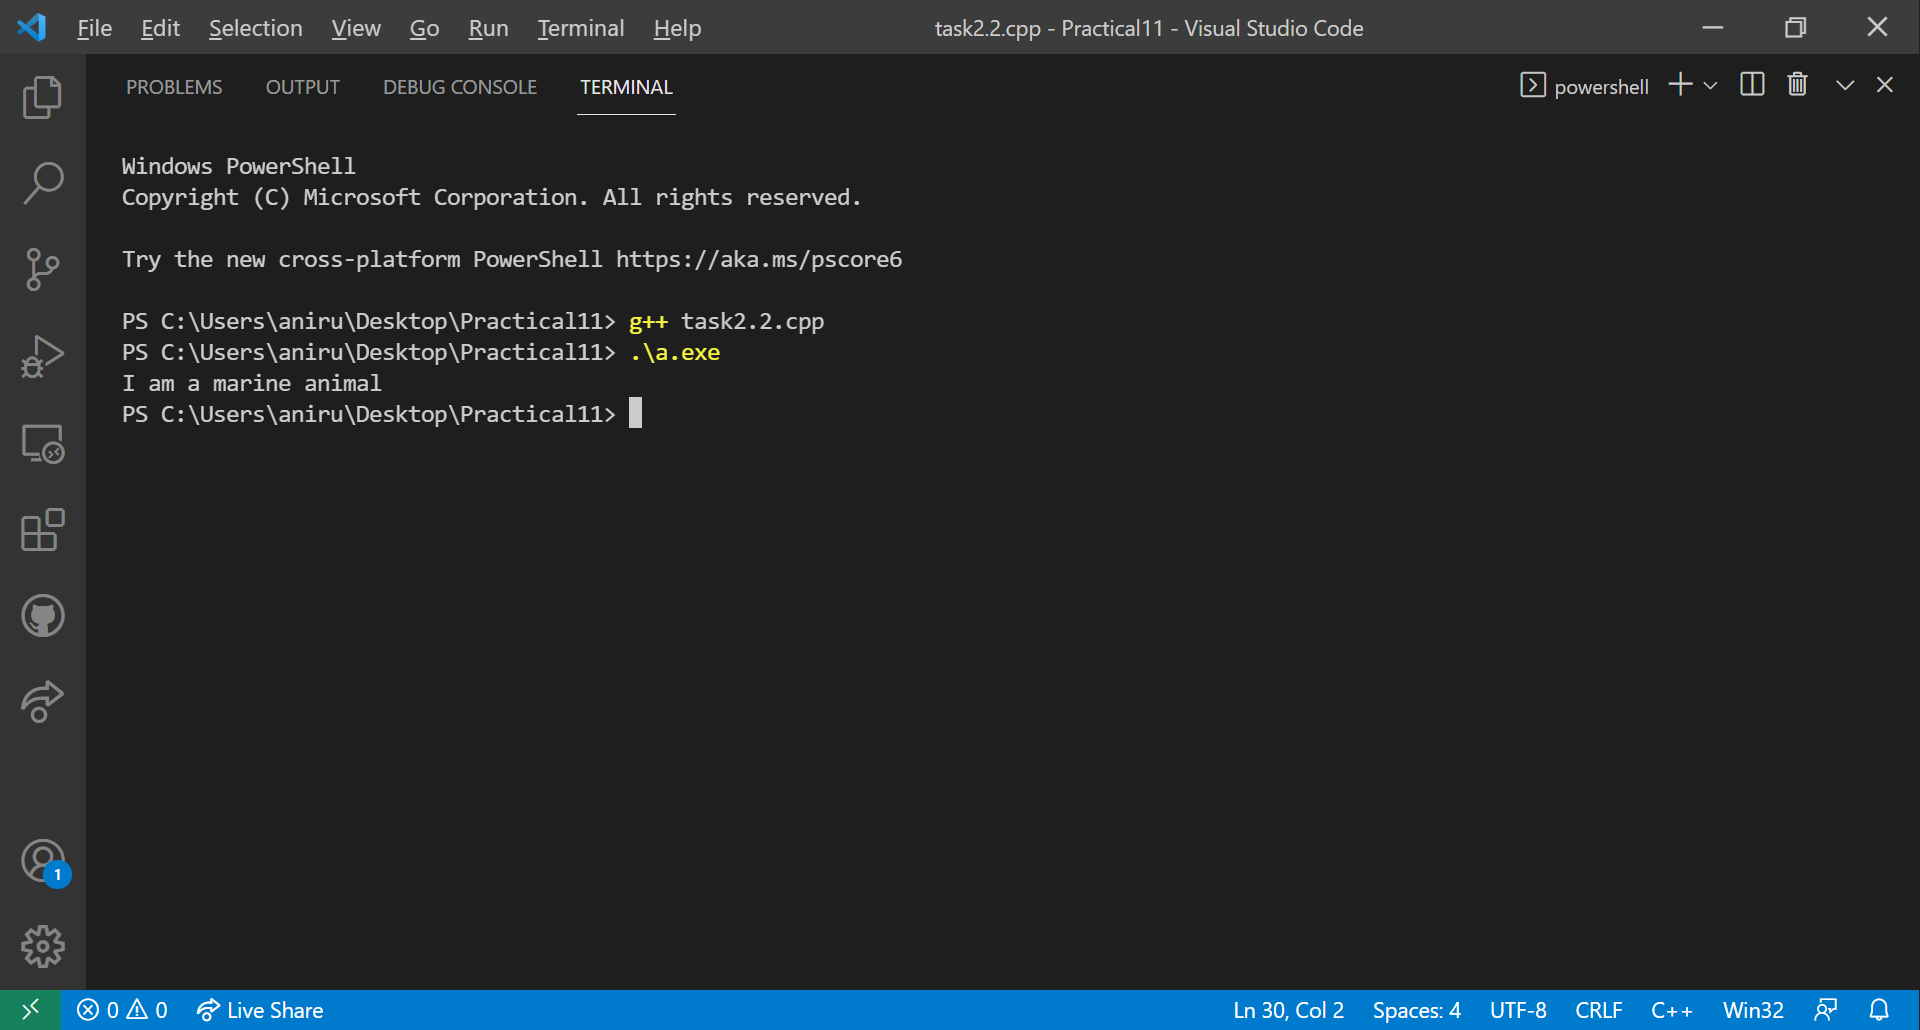 File Edit Selection View Go Run Terminal Help task2.2.cpp - Practical11 - Visual Studio Code
PROBLEMS OUTPUT DEBUG CONSOLE TERMINAL powershell
Windows PowerShell
Copyright (C) Microsoft Corporation. All rights reserved.
Try the new cross-platform PowerShell https://aka.ms/pscore6
PS C:\Users\aniru\Desktop\Practical11> g++ task2.2.cpp
PS C:\Users\aniru\Desktop\Practical11> .\a.exe
I am a marine animal
PS C:\Users\aniru\Desktop\Practical11>
1
0 0 Live Share Ln 30, Col 2 Spaces: 4 UTF-8 CRLF C++ Win32